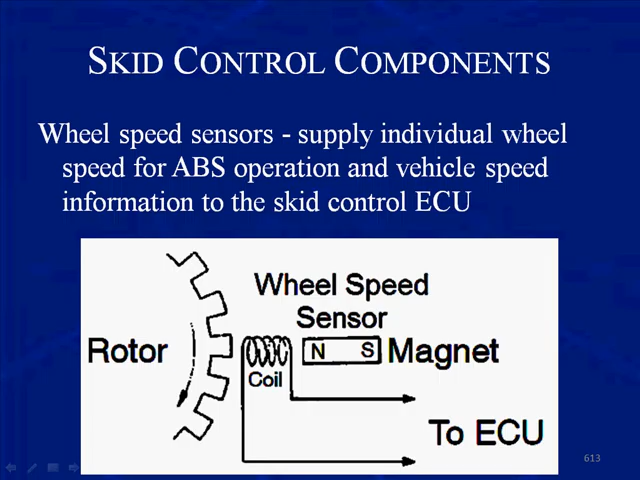 SKID CONTROL COMPONENTS
Wheel speed sensors - supply individual wheel
speed for ABS operation and vehicle speed
information to the skid control ECU
Wheel Speed
Sensor
Rotor
N S
Magnet
Coil
To ECU
613